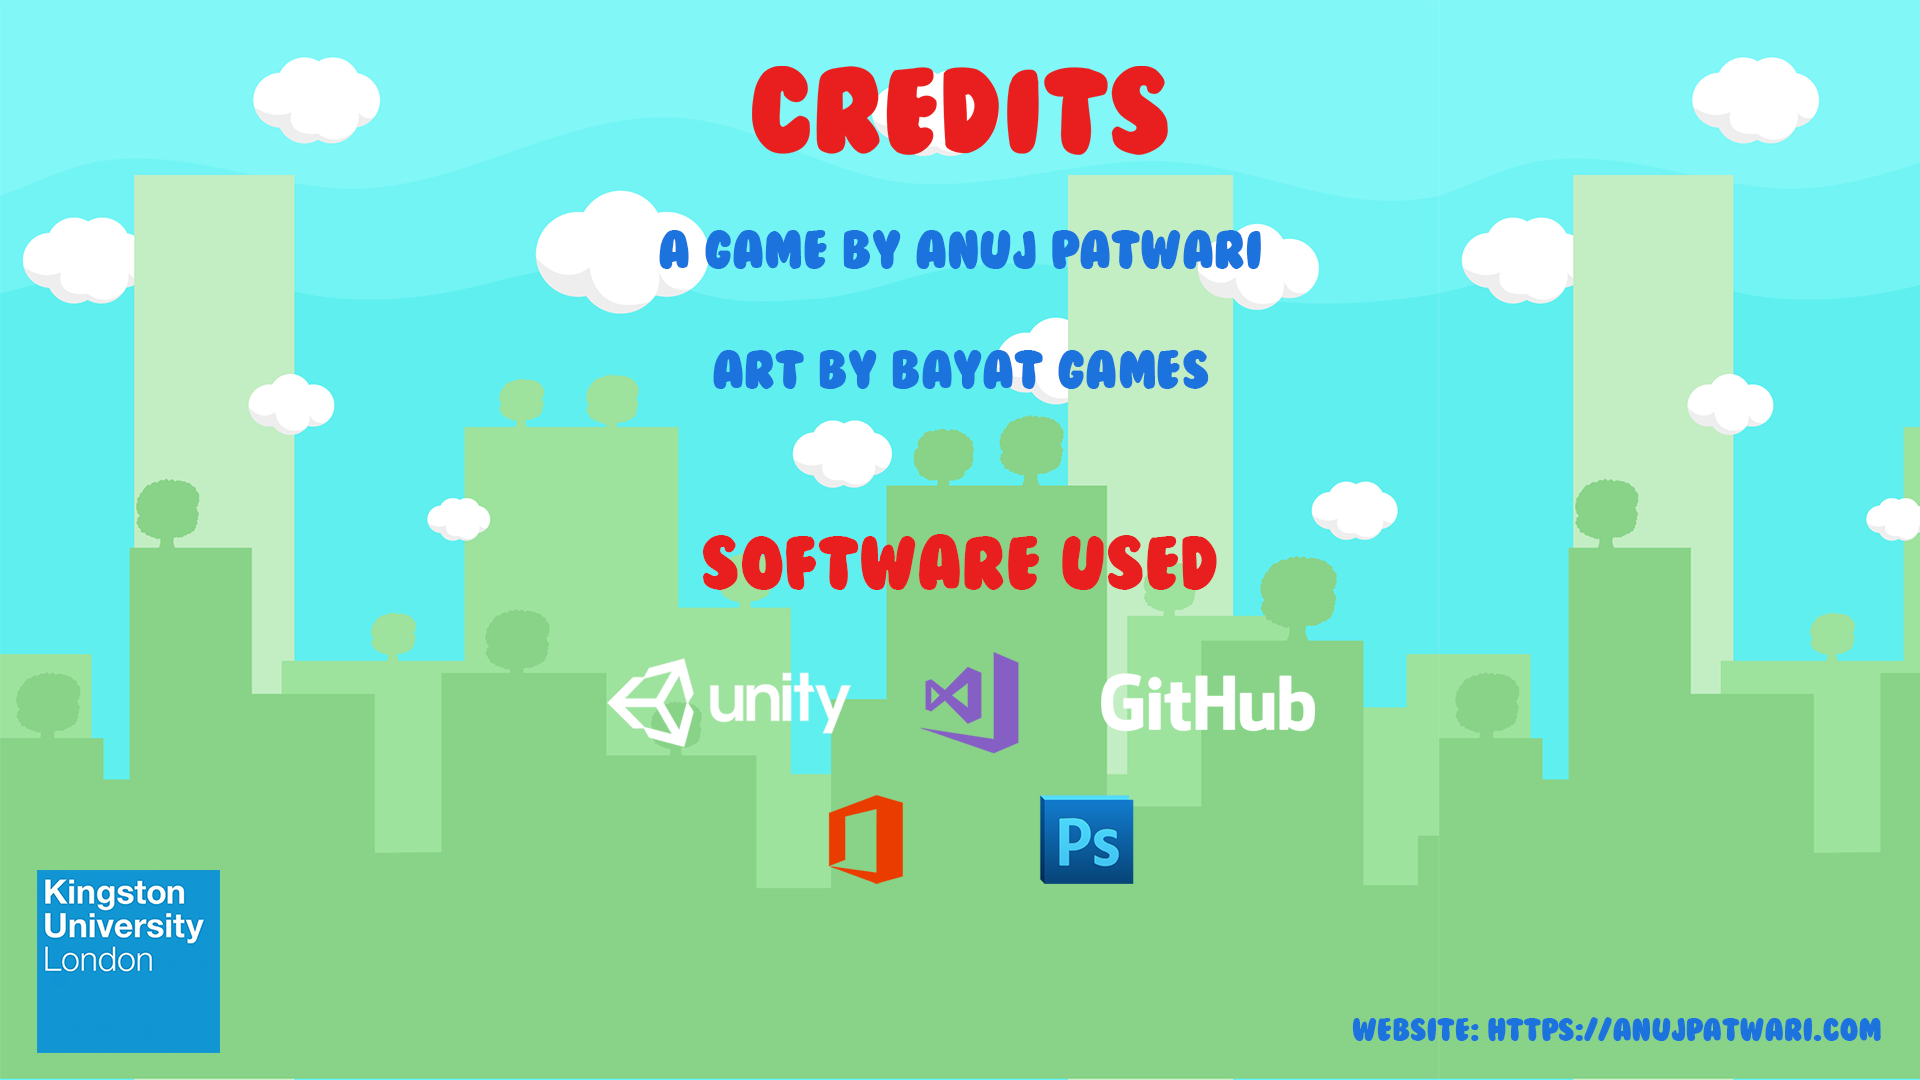 CREDITS
A GAME BY ANUJ PATWARI
ART BY BAYAT GAMES
SOFTWARE USED
unity
GitHub
Ps
Kingston
University
London
WEBSITE: HTTPS://ANUJPATWARI.COM